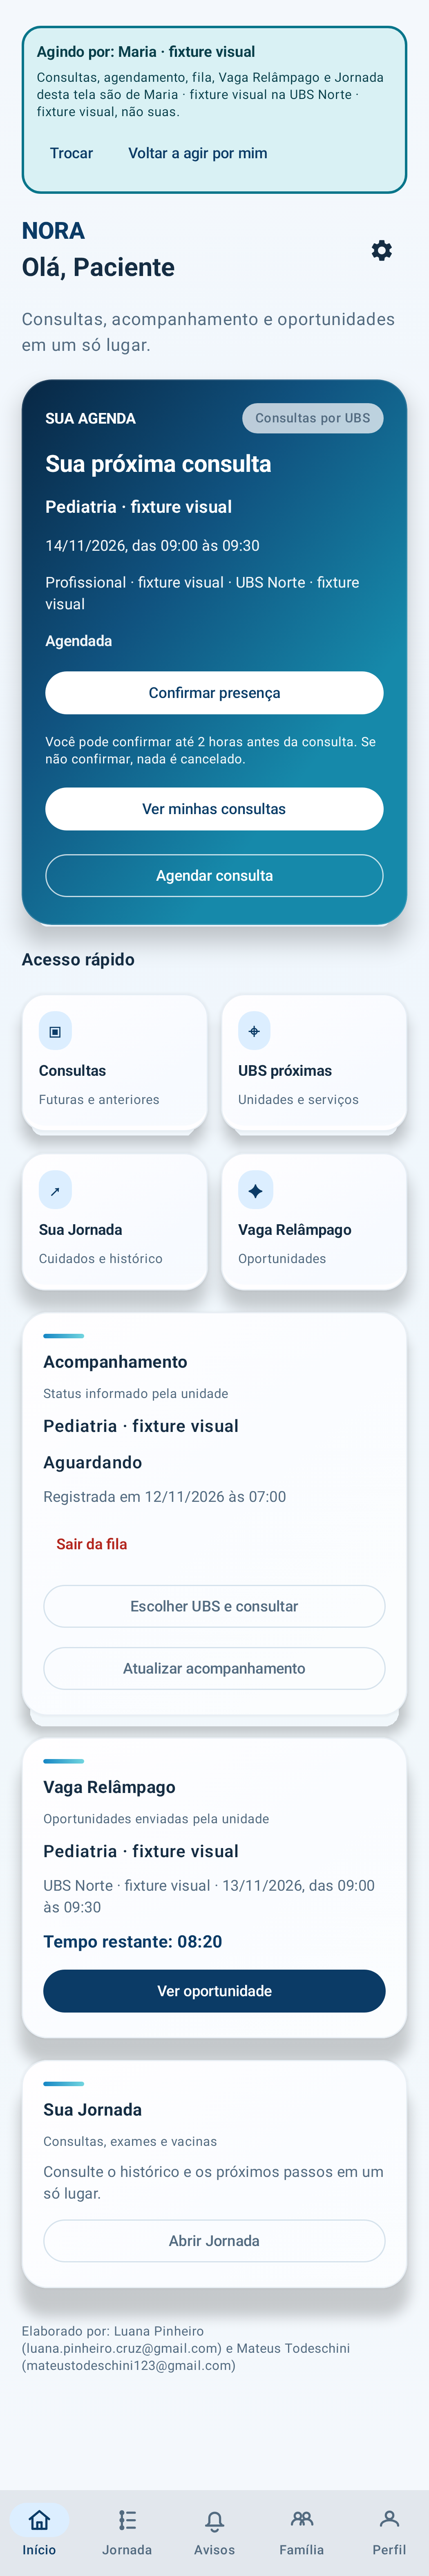 Agindo por: Maria · fixture visual
Consultas, agendamento, fila, Vaga Relâmpago e Jornada
desta tela são de Maria · fixture visual na UBS Norte ·
fixture visual, não suas.
Trocar
Voltar a agir por mim
NORA
Olá, Paciente
Consultas, acompanhamento e oportunidades
em um só lugar.
SUA AGENDA
Consultas por UBS
Sua próxima consulta
Pediatria · fixture visual
14/11/2026, das 09:00 às 09:30
Profissional · fixture visual · UBS Norte · fixture
visual
Agendada
Confirmar presença
Você pode confirmar até 2 horas antes da consulta. Se
não confirmar, nada é cancelado.
Ver minhas consultas
Agendar consulta
Acesso rápido
Consultas
Futuras e anteriores
UBS próximas
Unidades e serviços
Sua Jornada
Cuidados e histórico
Vaga Relâmpago
Oportunidades
Acompanhamento
Status informado pela unidade
Pediatria · fixture visual
Aguardando
Registrada em 12/11/2026 às 07:00
Sair da fila
Escolher UBS e consultar
Atualizar acompanhamento
Vaga Relâmpago
Oportunidades enviadas pela unidade
Pediatria · fixture visual
UBS Norte · fixture visual · 13/11/2026, das 09:00
às 09:30
Tempo restante: 08:20
Ver oportunidade
Sua Jornada
Consultas, exames e vacinas
Consulte o histórico e os próximos passos em um
só lugar.
Abrir Jornada
Elaborado por: Luana Pinheiro
(luana.pinheiro.cruz@gmail.com) e Mateus Todeschini
(mateustodeschini123@gmail.com)
Início
Jornada
Avisos
Família
Perfil